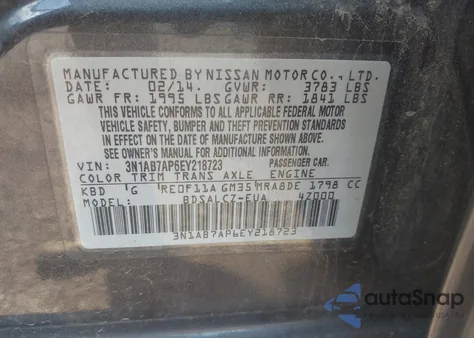 MANUFACTURED BY NISSAN MOTOR CO., LTD.
DATE: 02/14. GVWR: 3783 LBS
GAWR FR: 1995 LBS GAWR RR: 1841 LBS
THIS VEHICLE CONFORMS TO ALL APPLICABLE FEDERAL MOTOR
VEHICLE SAFETY, BUMPER AND THEFT PREVENTION STANDARDS IN
EFFECT ON THE DATE OF MANUFACTURE SHOWN ABOVE.
SEE OWNER'S MANUAL FOR ADDITIONAL INFORMATION
VIN: 3N1AB7AP6EY218723 PASSENGER CAR
COLOR TRIM TRANS AXLE ENGINE
KBD G RE0F11A GM35 MRA8DE 1798 CC
MODEL: BDSALCZ-EUA 4Z000
3N1AB7AP6EY218723
autoSnap